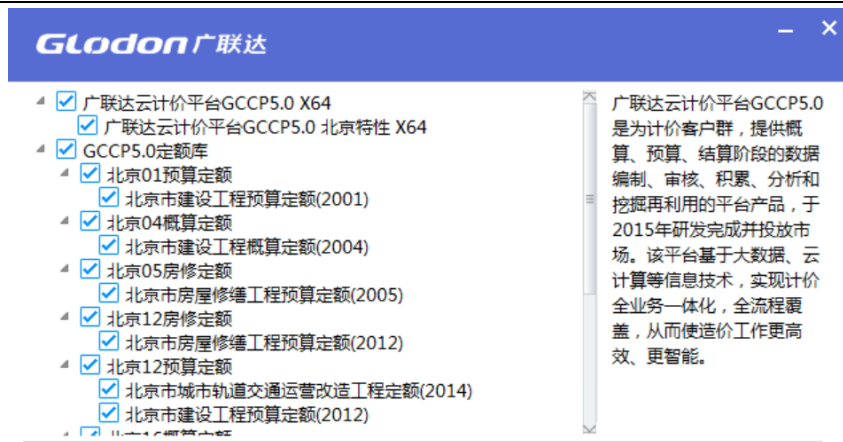 Glodon广联达
广联达云计价平台GCCP5.0 X64
广联达云计价平台GCCP5.0 北京特性 X64
GCCP5.0定额库
北京01预算定额
北京市建设工程预算定额(2001)
北京04概算定额
北京市建设工程概算定额(2004)
北京05房修定额
北京市房屋修缮工程预算定额(2005)
北京12房修定额
北京市房屋修缮工程预算定额(2012)
北京12预算定额
北京市城市轨道交通运营改造工程定额(2014)
北京市建设工程预算定额(2012)
北京16概算定额
广联达云计价平台GCCP5.0
是为计价客户群，提供概
算、预算、结算阶段的数据
编制、审核、积累、分析和
挖掘再利用的平台产品，于
2015年研发完成并投放市
场。该平台基于大数据、云
计算等信息技术，实现计价
全业务一体化，全流程覆
盖，从而使造价工作更高
效、更智能。